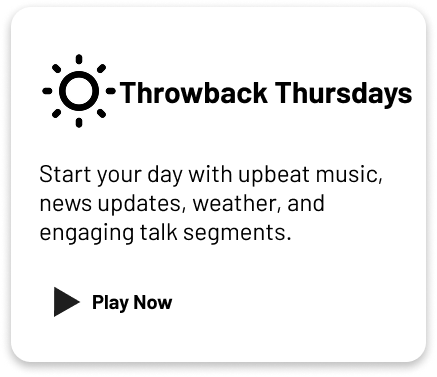 Throwback Thursdays
Start your day with upbeat music,
news updates, weather, and
engaging talk segments.
Play Now